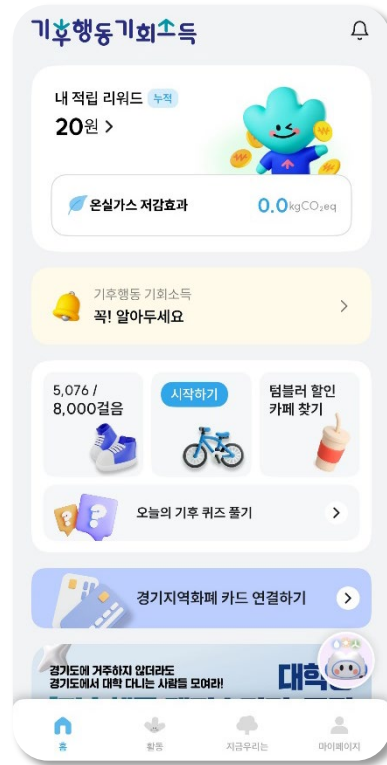 기후행동기회소득
내 적립 리워드 누적
20원 >
온실가스 저감효과 0.0kgCO₂eq
기후행동 기회소득
꼭! 알아두세요
5,076 /
8,000걸음
시작하기
텀블러 할인
카페 찾기
오늘의 기후 퀴즈 풀기
경기지역화폐 카드 연결하기
경기도에 거주하지 않더라도
경기도에서 대학 다니는 사람들 모여라!
홈 활동 지금우리는 마이페이지